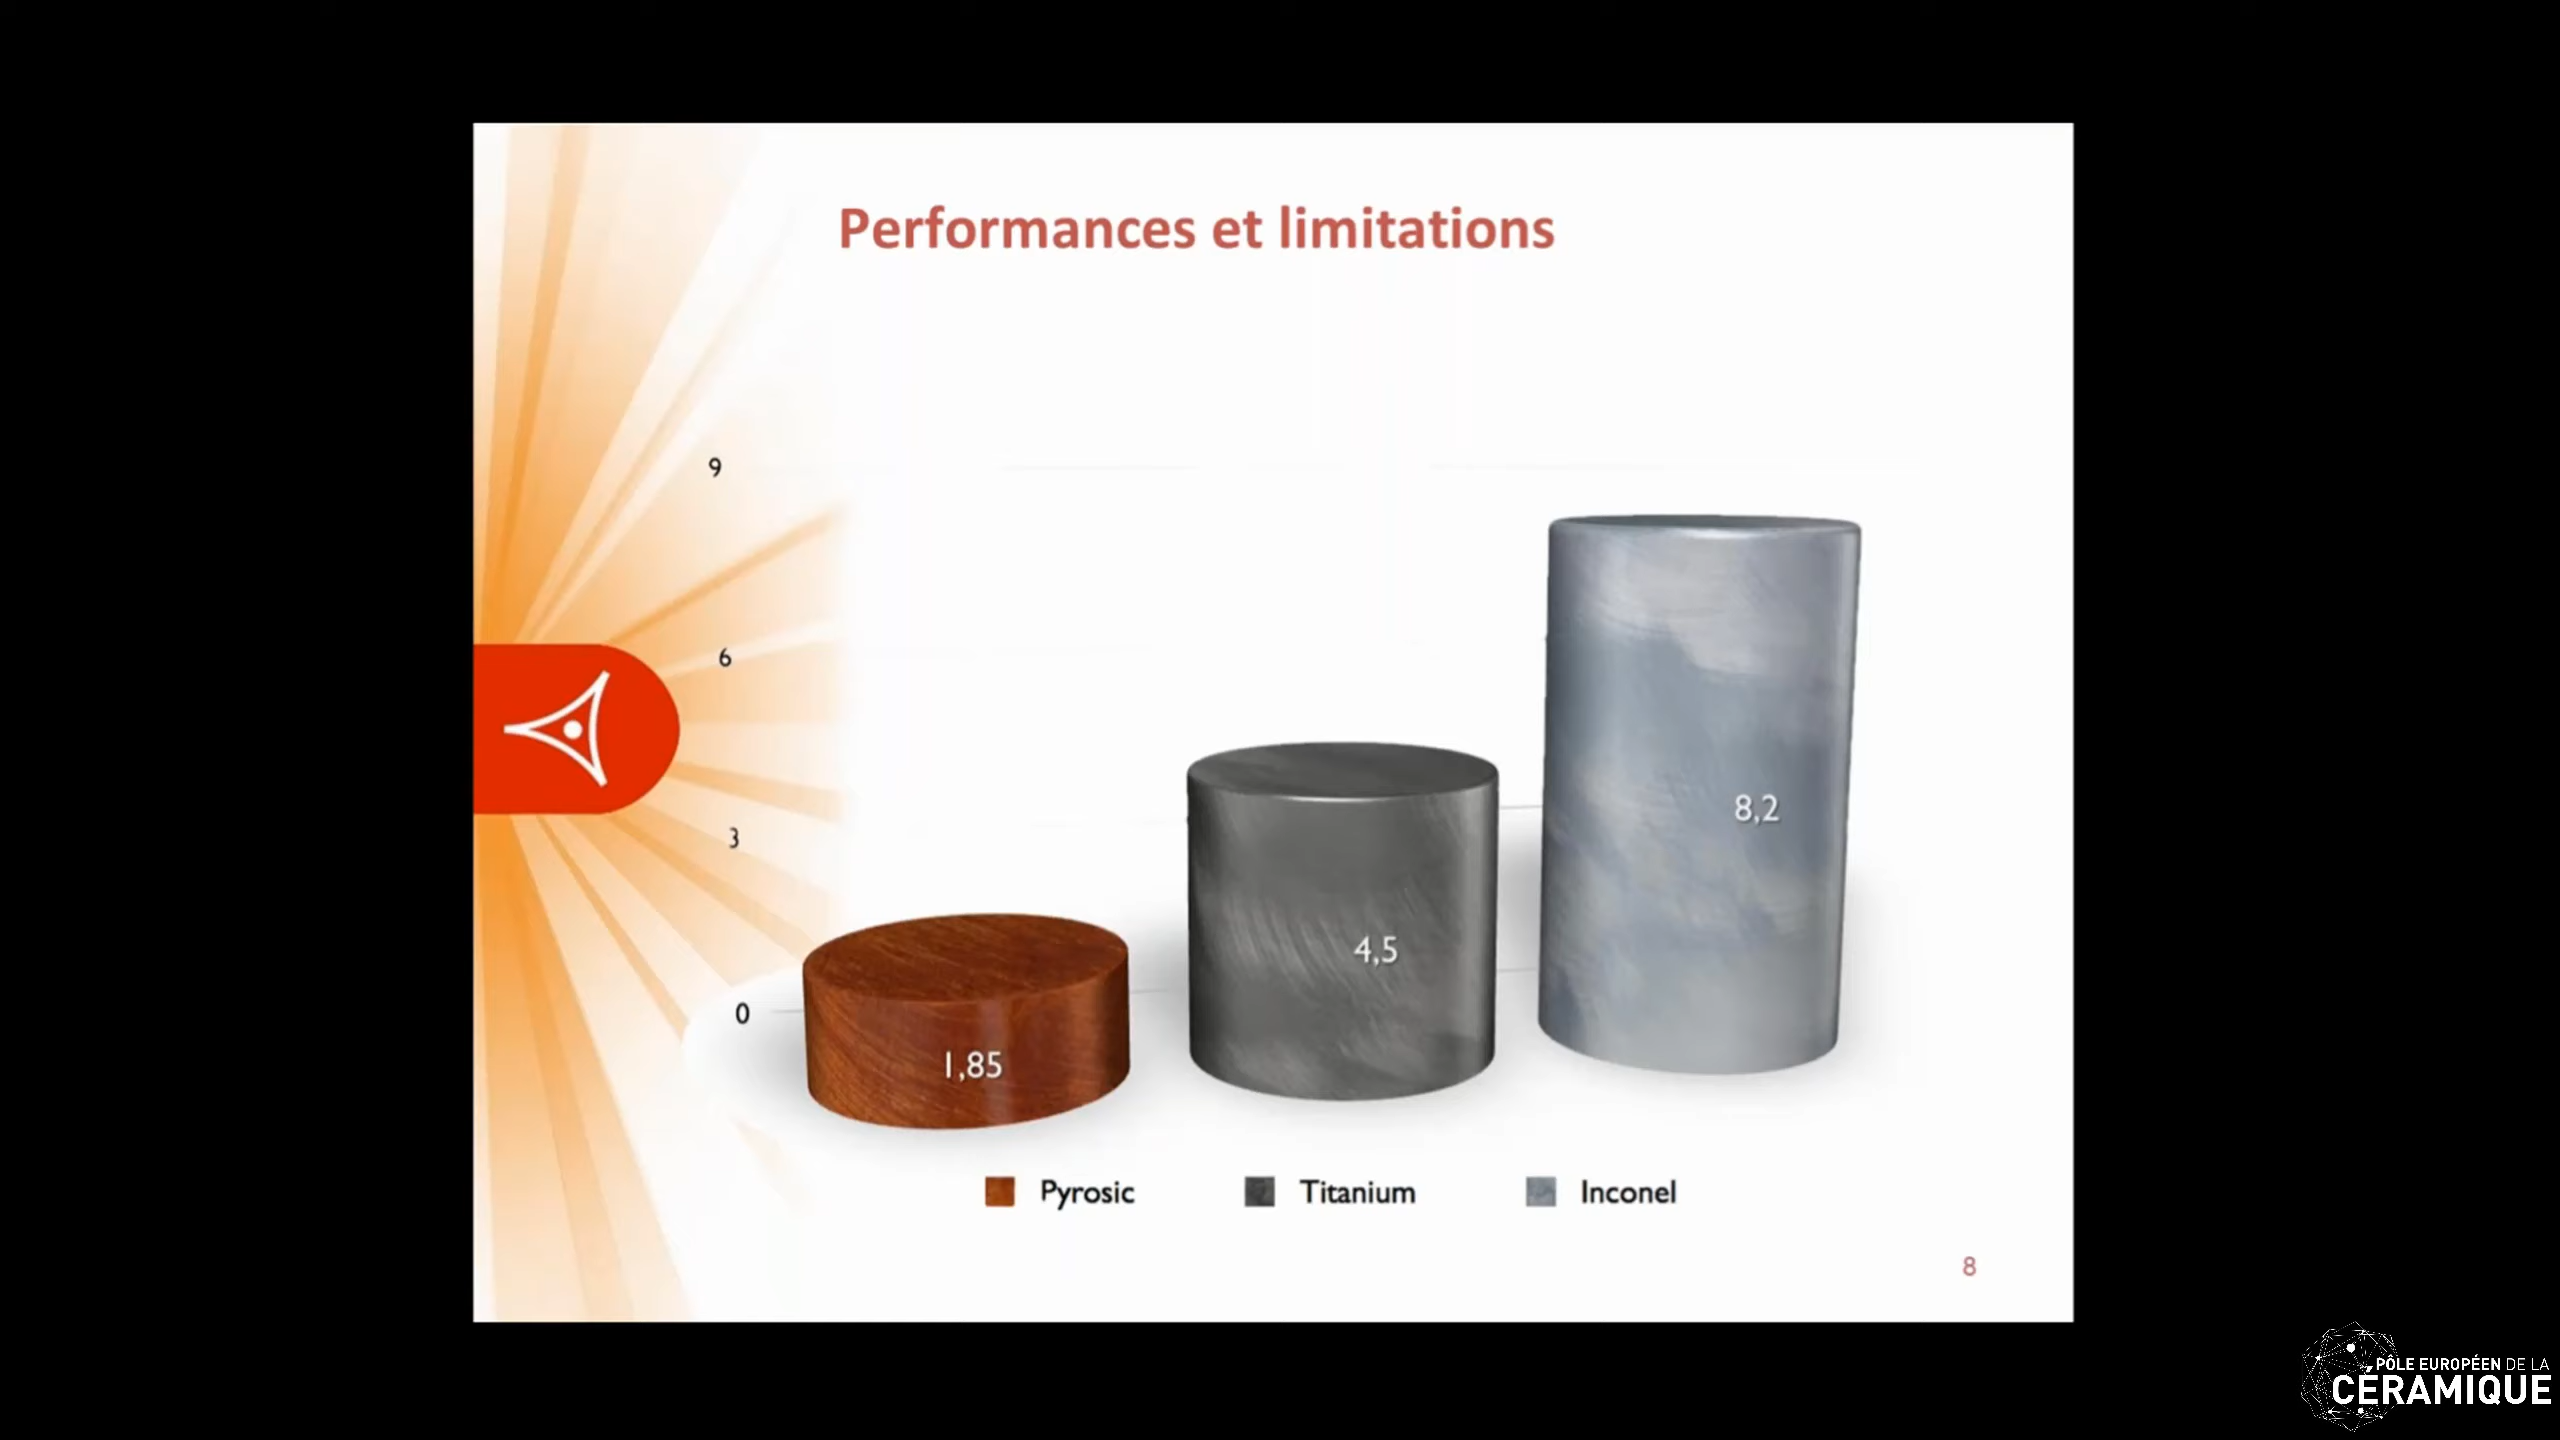 Performances et limitations
9
6
3
0
1,85
4,5
8,2
Pyrosic
Titanium
Inconel
8
PÔLE EUROPÉEN DE LA
CÉRAMIQUE